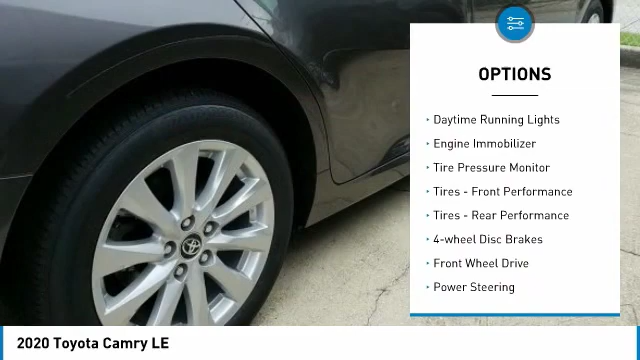 OPTIONS
• Daytime Running Lights
• Engine Immobilizer
• Tire Pressure Monitor
• Tires - Front Performance
• Tires - Rear Performance
• 4-wheel Disc Brakes
• Front Wheel Drive
• Power Steering
2020 Toyota Camry LE